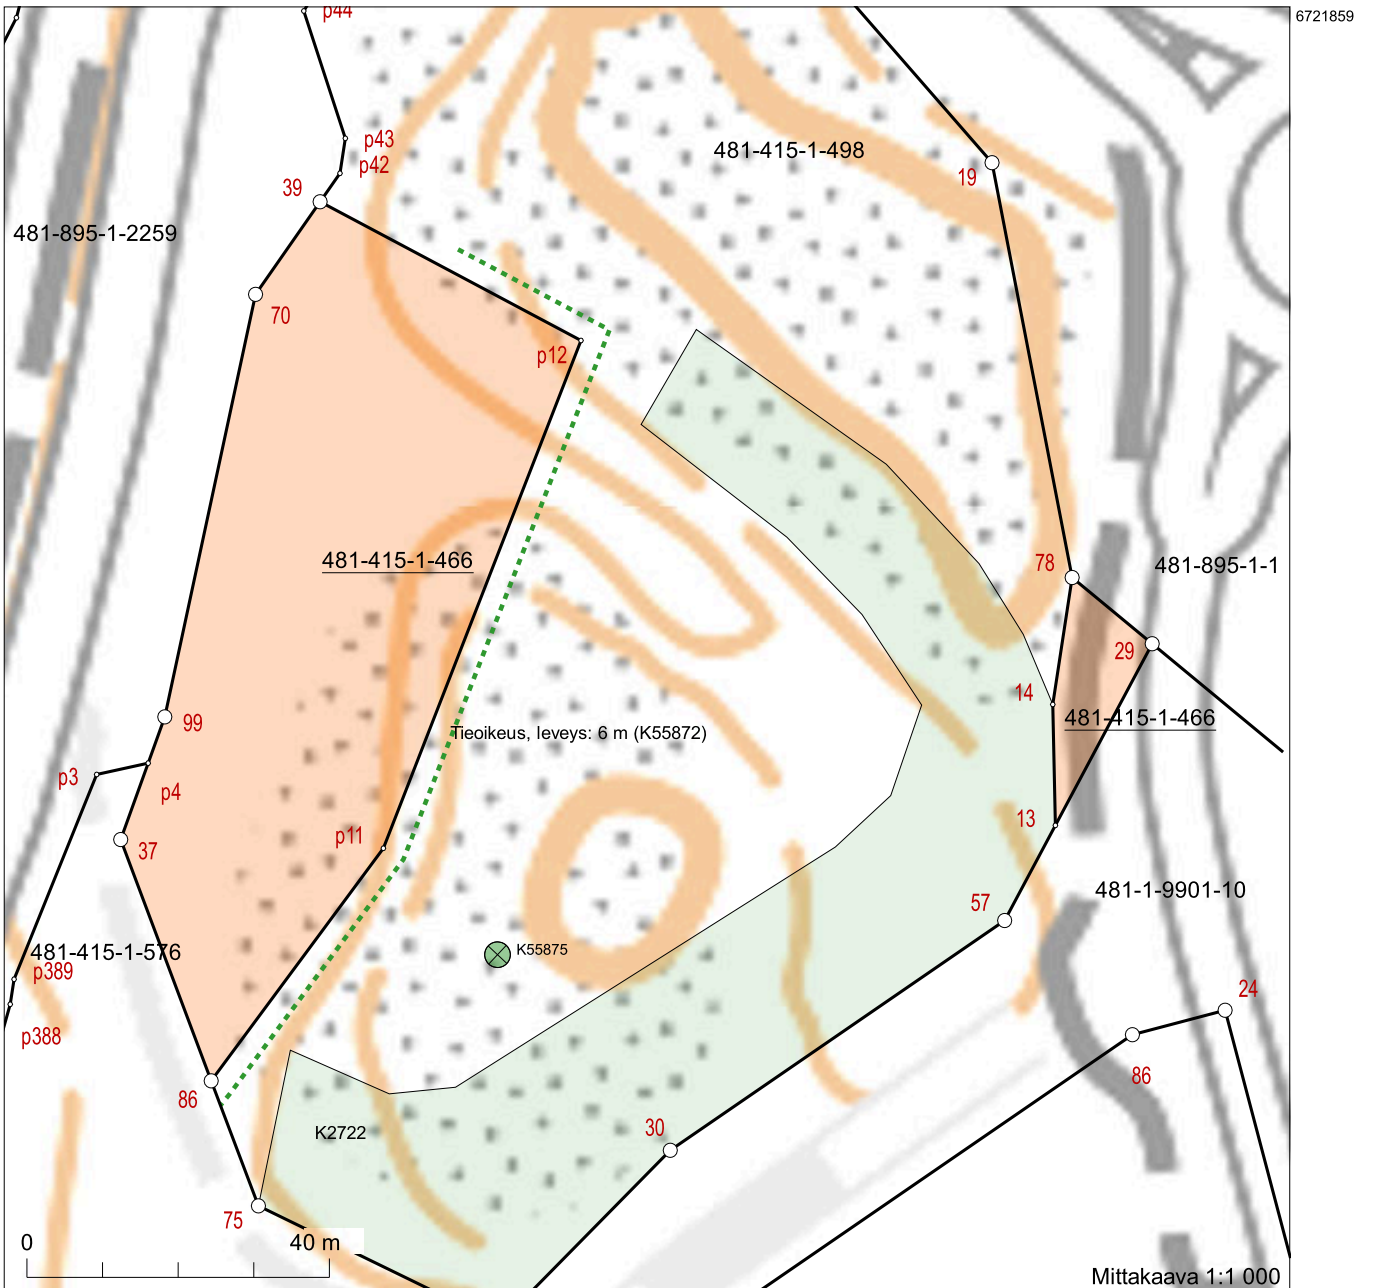 p44
6721859
p43
p42
481-415-1-498
19
39
481-895-1-2259
70
p12
481-415-1-466
78
481-895-1-1
29
14
481-415-1-466
99
Tieoikeus, leveys: 6 m (K55872)
p3
p4
13
37
p11
481-1-9901-10
57
481-415-1-576
K55875
p389
24
p388
86
86
K2722
30
75
0
40 m
Mittakaava 1:1 000